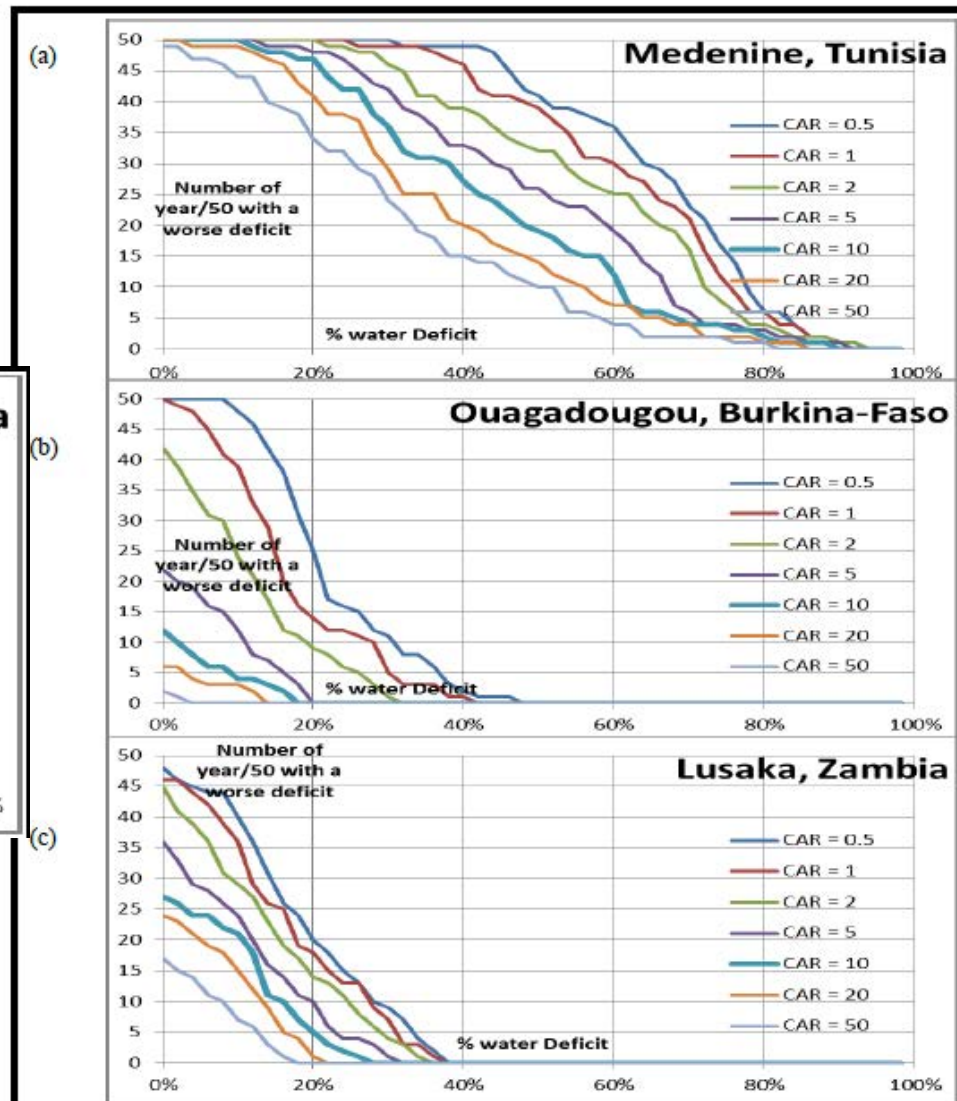 (a)
Medenine, Tunisia
50
45
40
35
30
25
20
15
10
5
0
Number of
year/50 with a
worse deficit
% water Deficit
CAR = 0.5
CAR = 1
CAR = 2
CAR = 5
CAR = 10
CAR = 20
CAR = 50
0% 20% 40% 60% 80% 100%
a
%
(b)
Ouagadougou, Burkina-Faso
50
45
40
35
30
25
20
15
10
5
0
Number of
year/50 with a
worse deficit
% water Deficit
CAR = 0.5
CAR = 1
CAR = 2
CAR = 5
CAR = 10
CAR = 20
CAR = 50
0% 20% 40% 60% 80% 100%
(c)
Lusaka, Zambia
50
45
40
35
30
25
20
15
10
5
0
Number of
year/50 with a
worse deficit
% water Deficit
CAR = 0.5
CAR = 1
CAR = 2
CAR = 5
CAR = 10
CAR = 20
CAR = 50
0% 20% 40% 60% 80% 100%